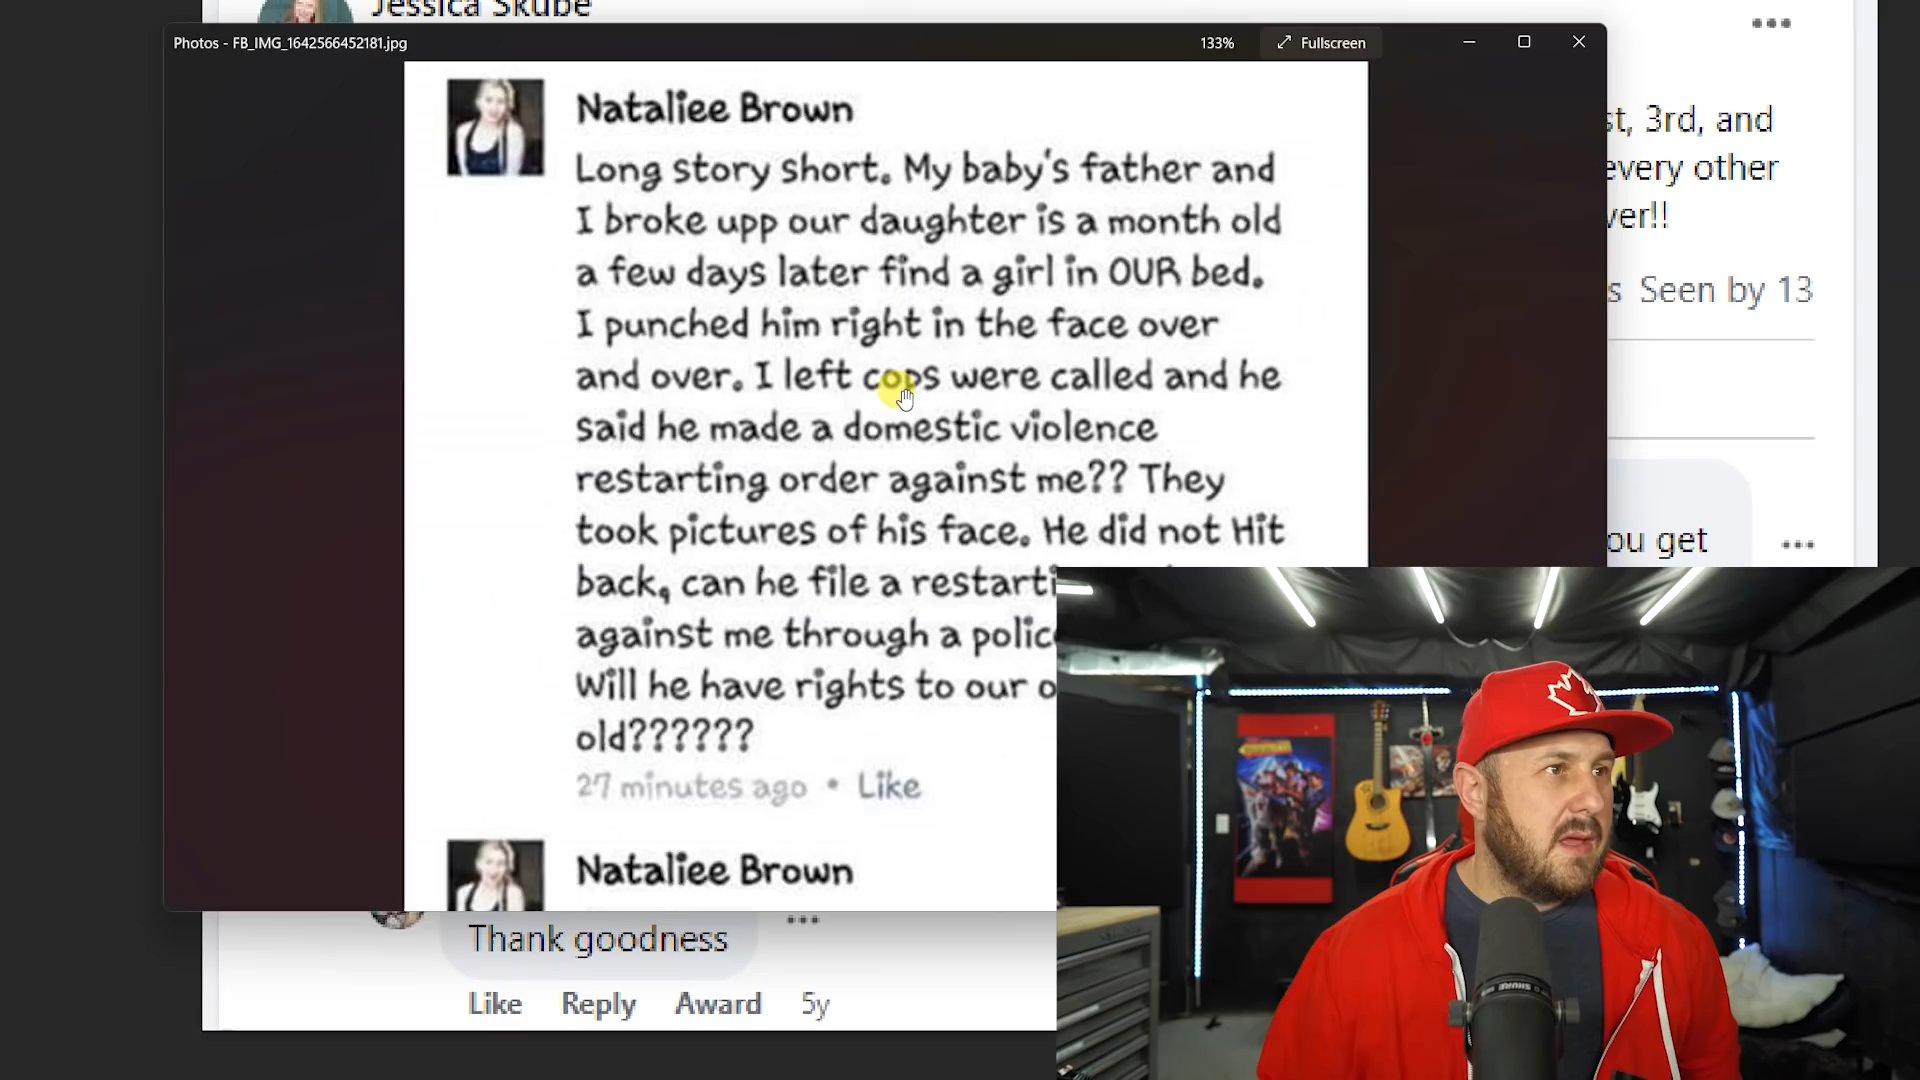 Jessica Skube
Photos - FB_IMG_1642566452181.jpg
133%
Fullscreen
Nataliee Brown
Long story short. My baby's father and
I broke upp our daughter is a month old
a few days later find a girl in OUR bed.
I punched him right in the face over
and over. I left cops were called and he
said he made a domestic violence
restarting order against me?? They
took pictures of his face. He did not Hit
back, can he file a restarti
against me through a polic
Will he have rights to our o
old??????
27 minutes ago • Like
Nataliee Brown
st, 3rd, and
every other
ver!!
s Seen by 13
ou get
Thank goodness
Like Reply Award 5y